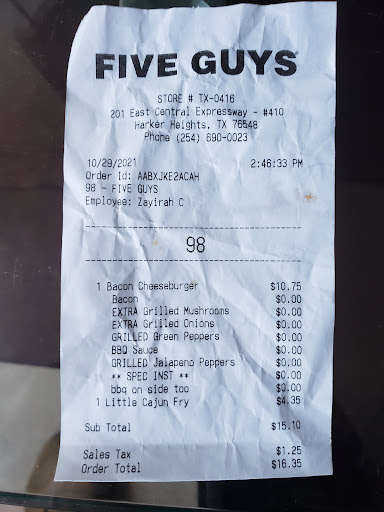 FIVE GUYS
STORE # TX-0416
201 East Central Expressway - #410
Harker Heights, TX 76548
Phone (254) 690-0023
10/29/2021 2:46:33 PM
Order Id: AABXJKE2ACAH
98 - FIVE GUYS
Employee: Zayirah C
98
1 Bacon Cheeseburger $10.75
Bacon $0.00
EXTRA Grilled Mushrooms $0.00
EXTRA Grilled Onions $0.00
GRILLED Green Peppers $0.00
BBQ Sauce $0.00
GRILLED Jalapeno Peppers $0.00
** SPEC INST ** $0.00
bbq on side too $0.00
1 Little Cajun Fry $4.35
Sub Total $15.10
Sales Tax $1.25
Order Total $16.35